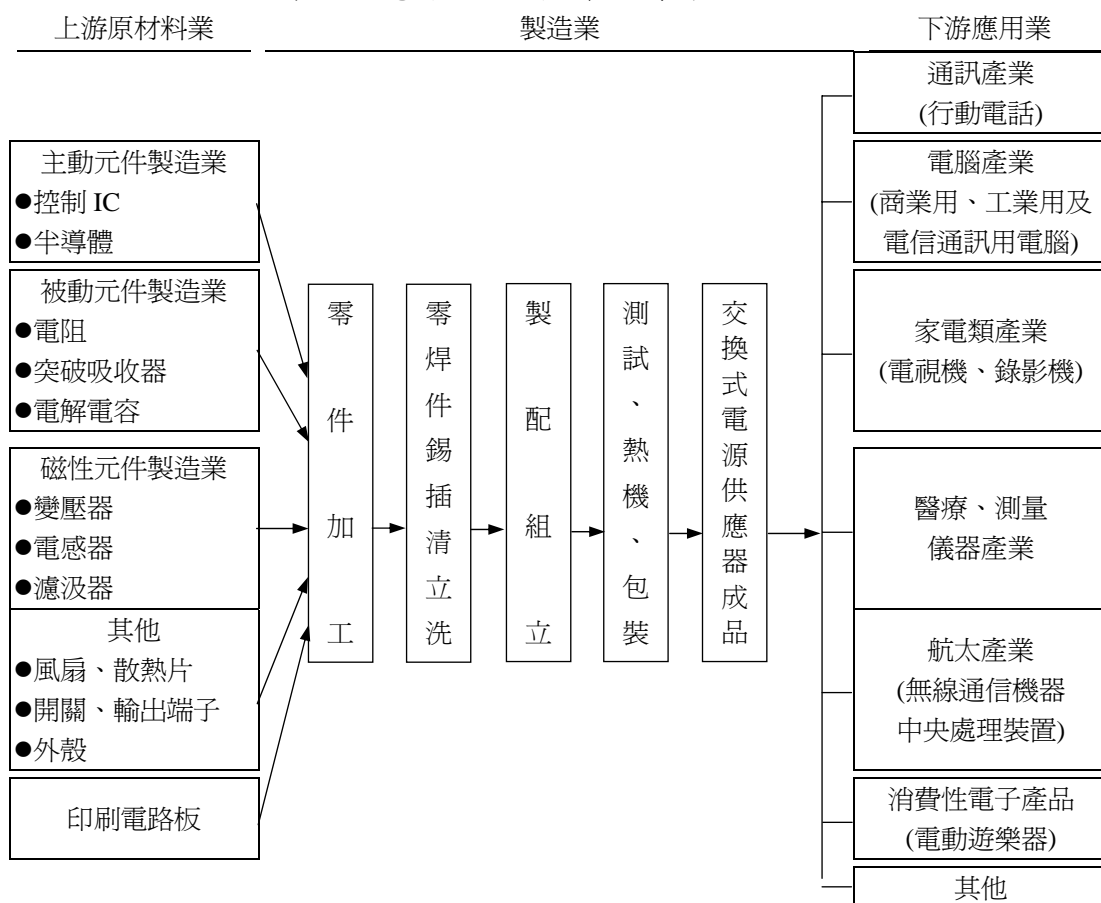 上游原材料業
製造業
下游應用業
主動元件製造業
●控制 IC
●半導體
被動元件製造業
●電阻
●突破吸收器
●電解電容
磁性元件製造業
●變壓器
●電感器
●濾波器
其他
●風扇、散熱片
●開關、輸出端子
●外殼
印刷電路板
零件加工
零焊件錫插清立洗
製配組立
測試、熱機、包裝
交換式電源供應器成品
通訊產業
(行動電話)
電腦產業
(商業用、工業用及
電信通訊用電腦)
家電類產業
(電視機、錄影機)
醫療、測量
儀器產業
航太產業
(無線通信機器
中央處理裝置)
消費性電子產品
(電動遊樂器)
其他